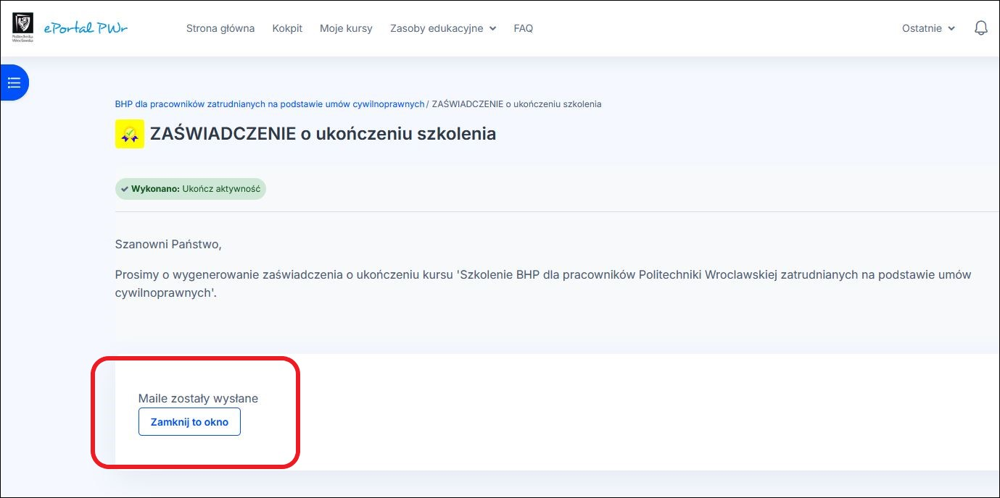 Politechnika
Wrocławska
ePortal PWr
Strona główna
Kokpit
Moje kursy
Zasoby edukacyjne
FAQ
Ostatnie
BHP dla pracowników zatrudnianych na podstawie umów cywilnoprawnych / ZAŚWIADCZENIE o ukończeniu szkolenia
ZAŚWIADCZENIE o ukończeniu szkolenia
Wykonano: Ukończ aktywność
Szanowni Państwo,
Prosimy o wygenerowanie zaświadczenia o ukończeniu kursu 'Szkolenie BHP dla pracowników Politechniki Wroclawskiej zatrudnianych na podstawie umów
cywilnoprawnych'.
Maile zostały wysłane
Zamknij to okno